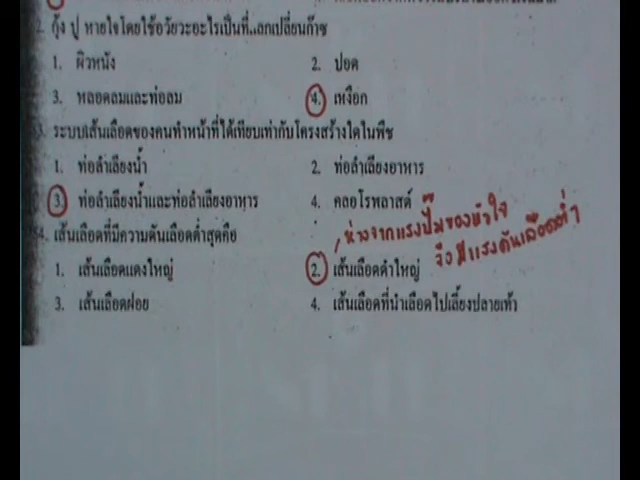 2. กุ้ง ปู หายใจโดยใช้อวัยวะอะไรเป็นที่แลกเปลี่ยนก๊าซ
1. ผิวหนัง 2. ปอด
3. หลอดลมและท่อลม 4. เหงือก
3. ระบบเส้นเลือดของคนทำหน้าที่ได้เทียบเท่ากับโครงสร้างใดในพืช
1. ท่อลำเลียงน้ำ 2. ท่อลำเลียงอาหาร
3. ท่อลำเลียงน้ำและท่อลำเลียงอาหาร 4. คลอโรพลาสต์
ห่างจากแรงปั๊มของหัวใจ
จึงมีแรงดันเลือดต่ำ
4. เส้นเลือดที่มีความดันเลือดต่ำสุดคือ
1. เส้นเลือดแดงใหญ่ 2. เส้นเลือดดำใหญ่
3. เส้นเลือดฝอย 4. เส้นเลือดที่นำเลือดไปเลี้ยงปลายเท้า